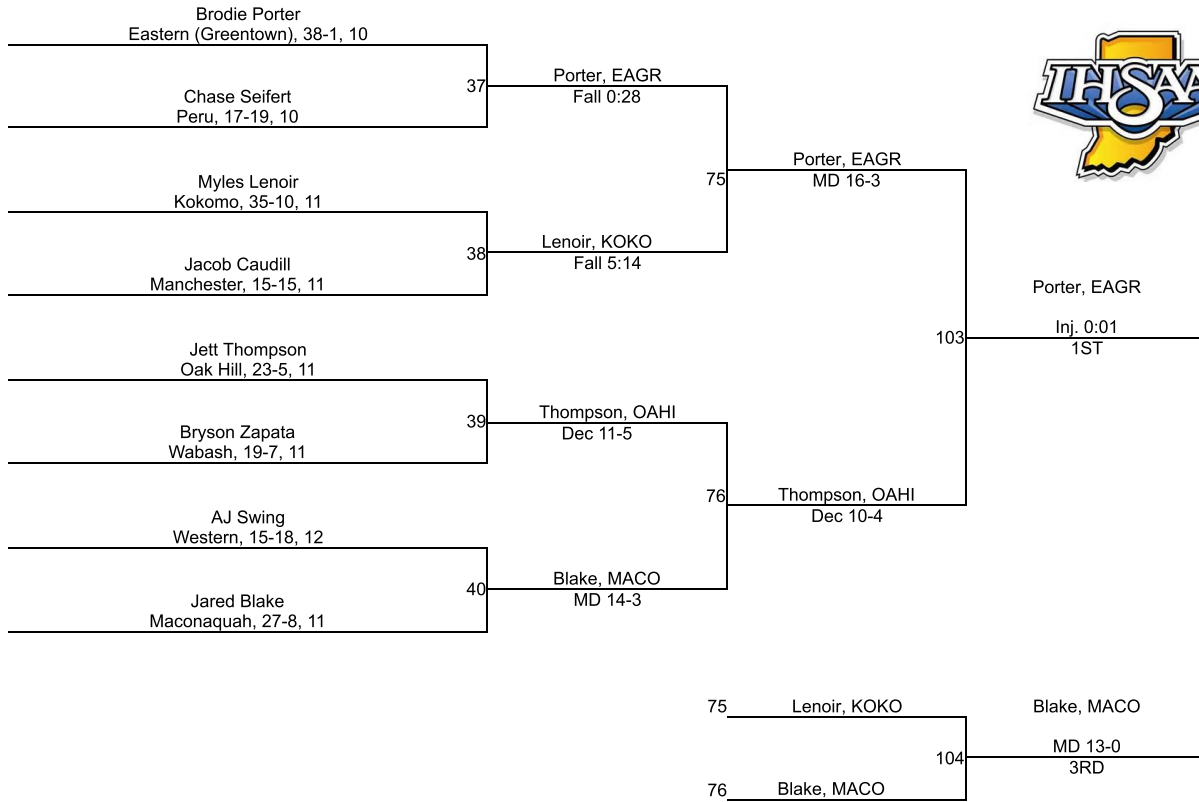 Brodie Porter
Eastern (Greentown), 38-1, 10
Chase Seifert
Peru, 17-19, 10
Myles Lenoir
Kokomo, 35-10, 11
Jacob Caudill
Manchester, 15-15, 11
Jett Thompson
Oak Hill, 23-5, 11
Bryson Zapata
Wabash, 19-7, 11
AJ Swing
Western, 15-18, 12
Jared Blake
Maconaquah, 27-8, 11
37
Porter, EAGR
Fall 0:28
38
Lenoir, KOKO
Fall 5:14
39
Thompson, OAHI
Dec 11-5
40
Blake, MACO
MD 14-3
75
Porter, EAGR
MD 16-3
76
Thompson, OAHI
Dec 10-4
IHSAA
103
Porter, EAGR
Inj. 0:01
1ST
75
Lenoir, KOKO
76
Blake, MACO
104
Blake, MACO
MD 13-0
3RD